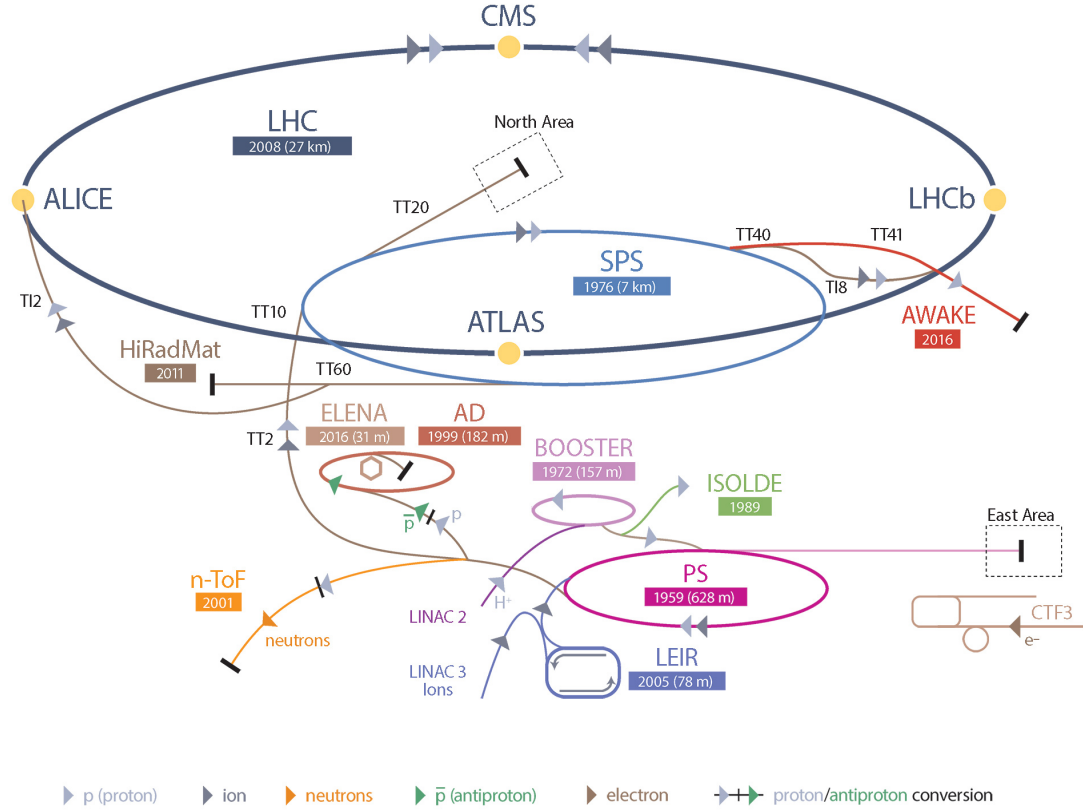 CMS
LHC
2008 (27 km)
North Area
ALICE
LHCb
TT20
TT40
TT41
SPS
1976 (7 km)
TI2
TI8
TT10
ATLAS
AWAKE
2016
HiRadMat
2011
TT60
ELENA
2016 (31 m)
AD
1999 (182 m)
TT2
BOOSTER
1972 (157 m)
ISOLDE
1989
p
p̅
East Area
n-ToF
2001
neutrons
PS
1959 (628 m)
H⁺
LINAC 2
CTF3
e⁻
LEIR
2005 (78 m)
LINAC 3
Ions
p (proton)
ion
neutrons
p̅ (antiproton)
electron
proton/antiproton conversion